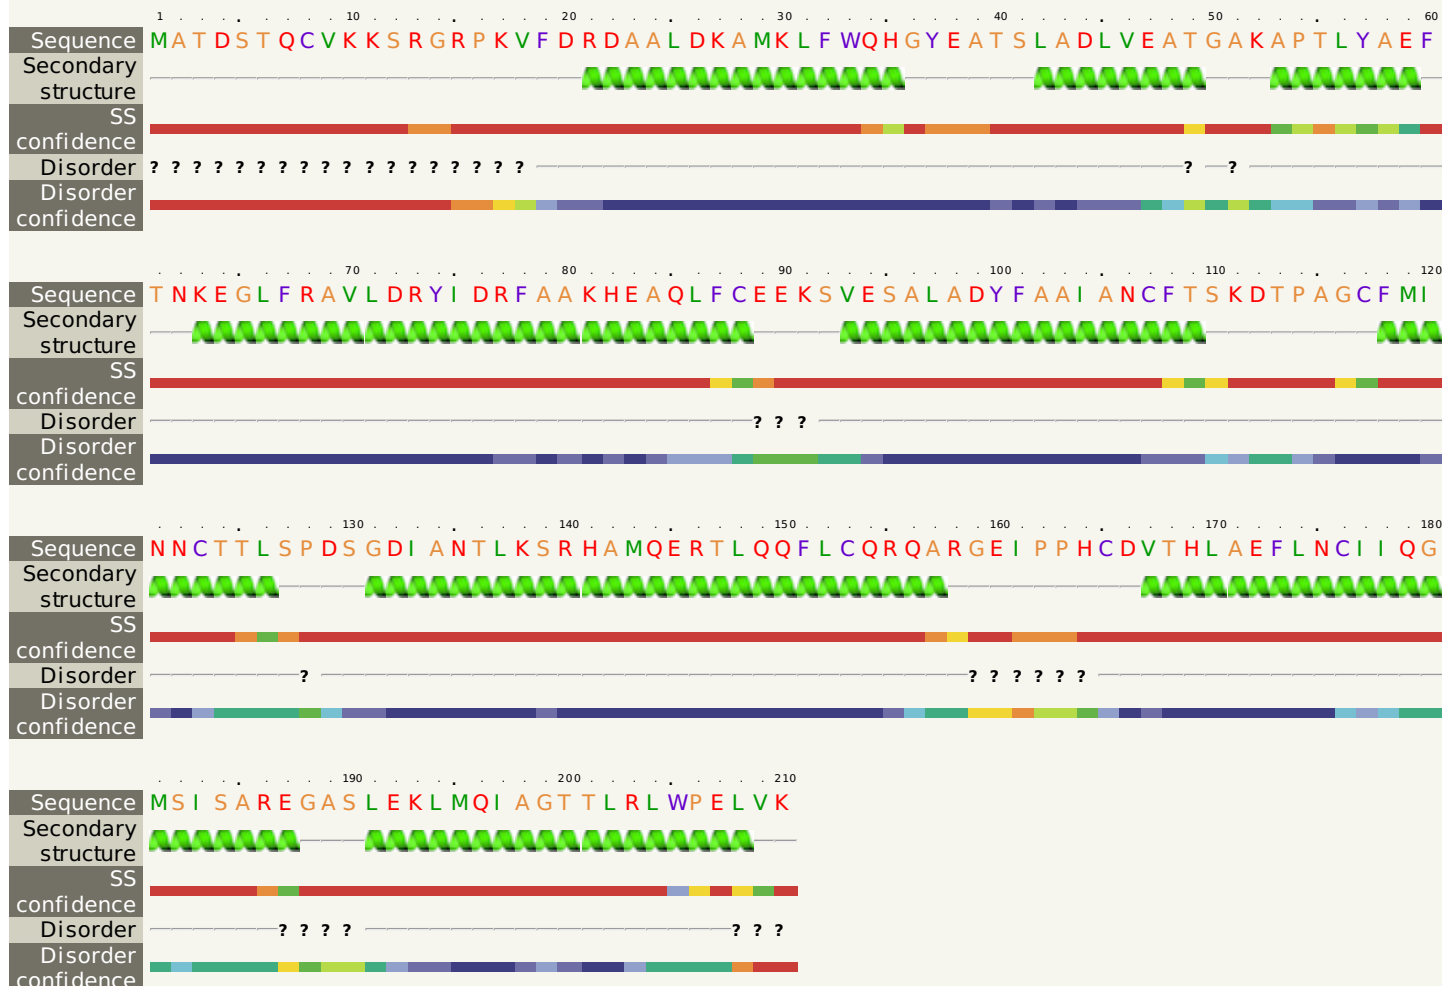 1 10 20 30 40 50 60
Sequence MATDSTQCVKKSRGRPKVFDRDAALDKAMKLFWQHGYEATSLADLVEATGAKAPTLYAEF
Secondary
structure
SS
confidence
Disorder ? ? ? ? ? ? ? ? ? ? ? ? ? ? ? ? ? ? ? ?
Disorder
confidence
70 80 90 100 110 120
Sequence TNKEGLFRAVLDRYIDRFAAKHEAQLFCEEKSVESALADYFAAIANCFTSKDTPAGCFMI
Secondary
structure
SS
confidence
Disorder ? ? ?
Disorder
confidence
130 140 150 160 170 180
Sequence NNCTTLSPDSGDIANTLKSRHAMQERTLQQFLCQRQARGEIPPHCDVTHLAEFLNCIIQG
Secondary
structure
SS
confidence
Disorder ? ? ? ? ? ? ?
Disorder
confidence
190 200 210
Sequence MSISAREGASLEKLMQIAGTTLRLWPELVK
Secondary
structure
SS
confidence
Disorder ? ? ? ? ? ? ?
Disorder
confidence